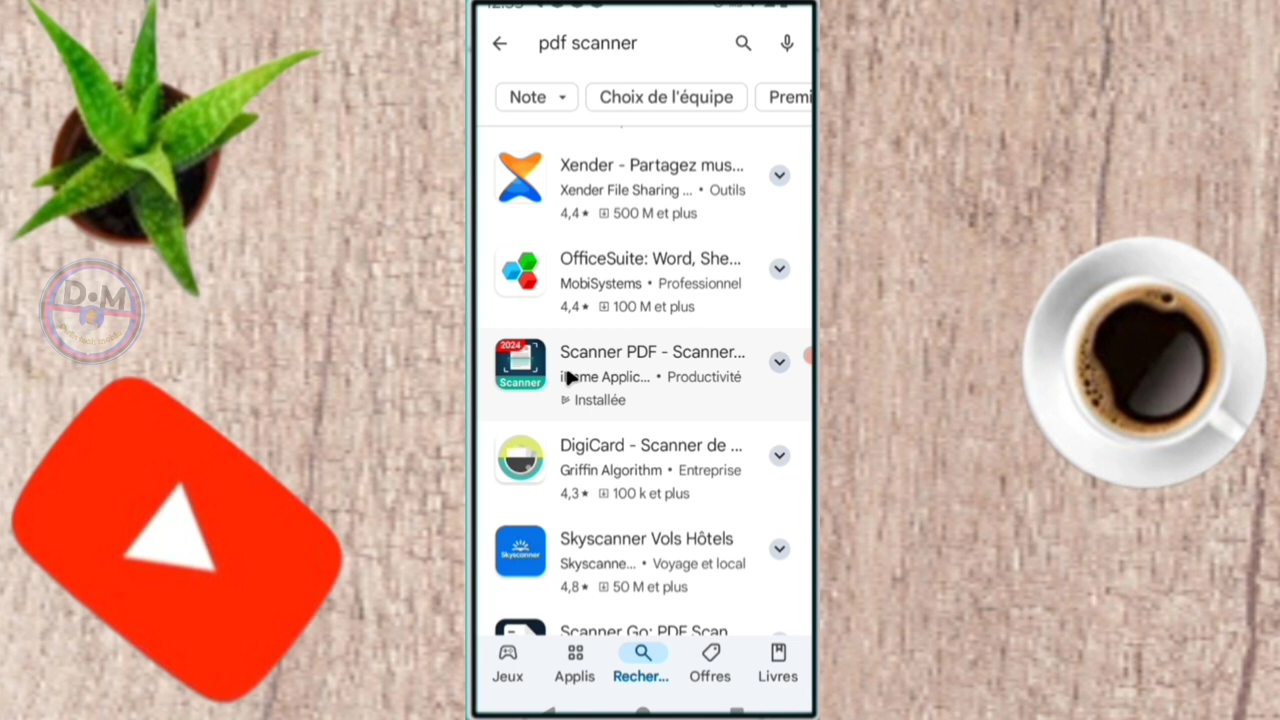 pdf scanner
Note
Choix de l'équipe
Premi
Xender - Partagez mus...
Xender File Sharing ... • Outils
4,4★ 500 M et plus
OfficeSuite: Word, She...
MobiSystems • Professionnel
4,4★ 100 M et plus
2024
Scanner
Scanner PDF - Scanner...
Applic... • Productivité
Installée
DigiCard - Scanner de ...
Griffin Algorithm • Entreprise
4,3★ 100 k et plus
Skyscanner
Skyscanner Vols Hôtels
Skyscanne... • Voyage et local
4,8★ 50 M et plus
Scanner Go: PDF Scan
Jeux
Applis
Recher...
Offres
Livres
D•M